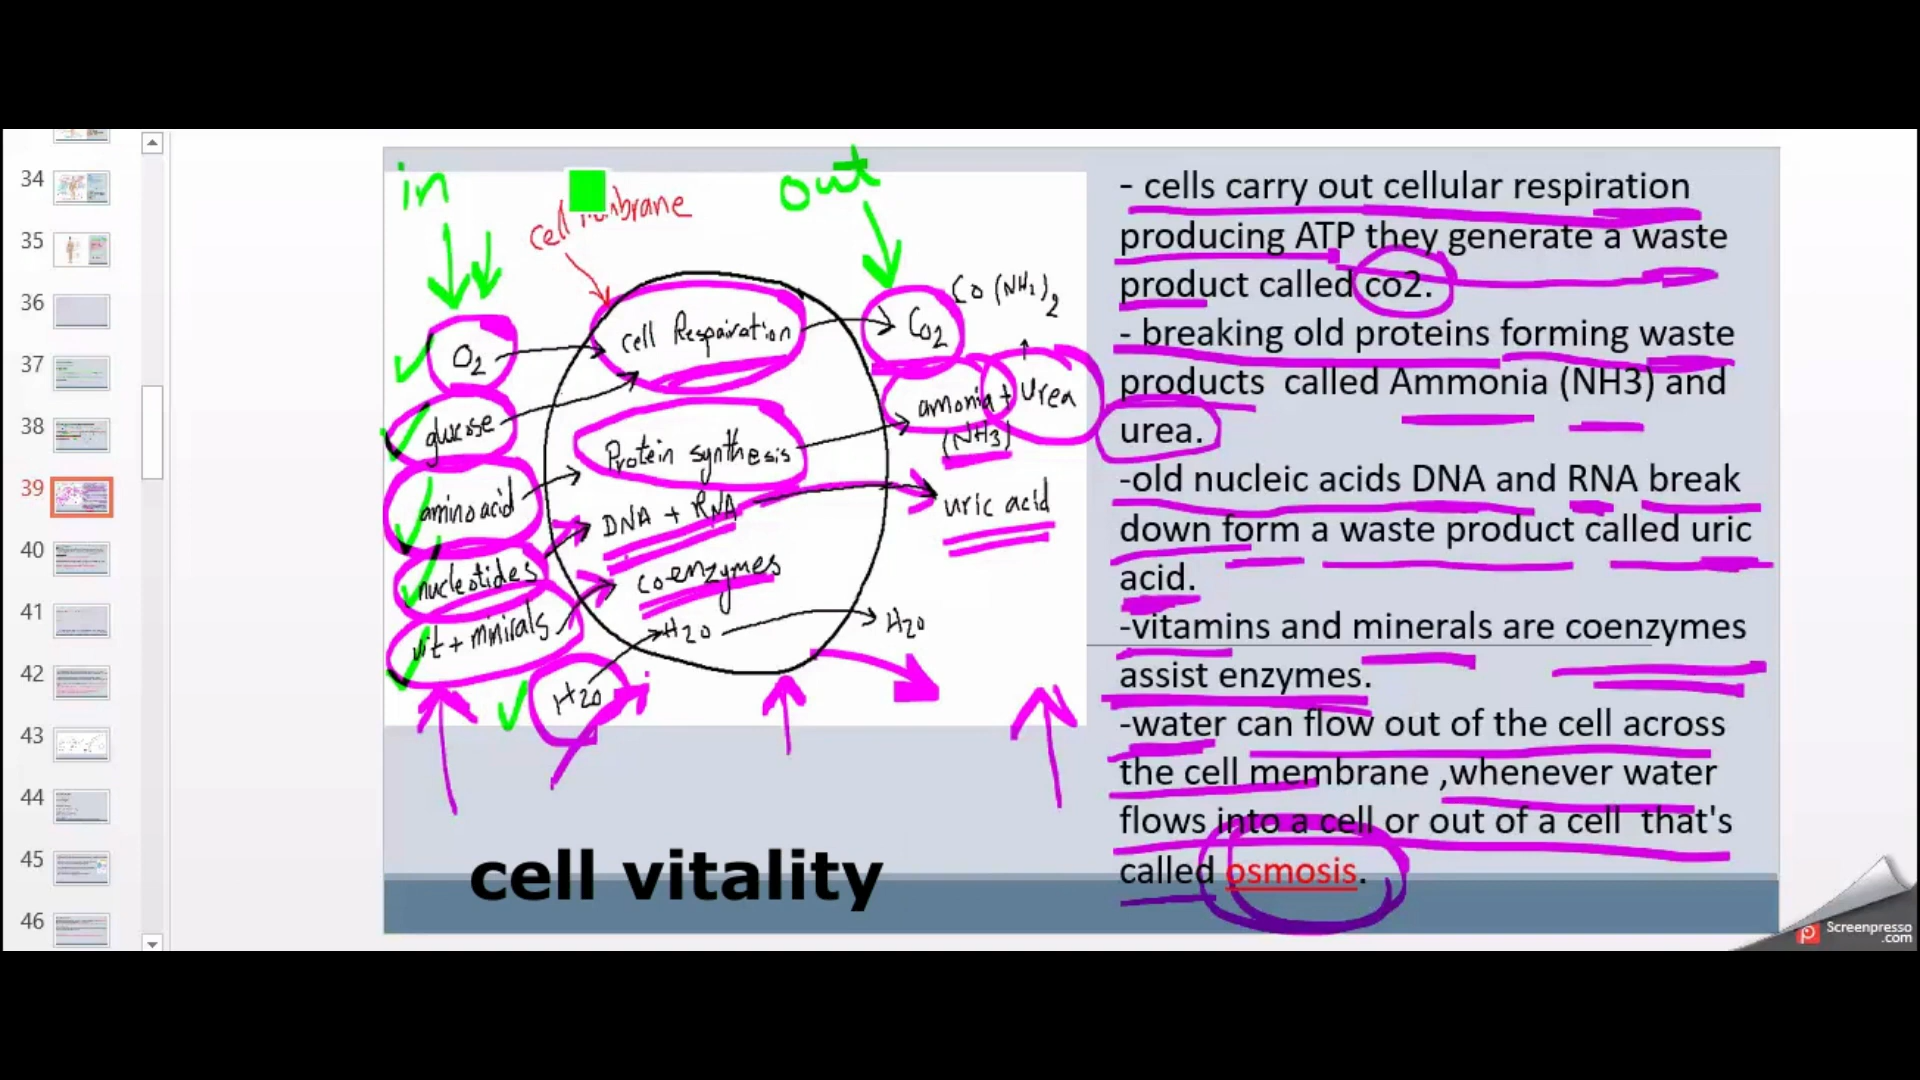 34
35
36
37
38
39
40
41
42
43
44
45
46
in
out
cell membrane
O2
glucose
amino acid
nucleotides
vit + minirals
H2O
cell Respairation
Protein synthesis
DNA + RNA
coenzymes
H2O
Co2
Co (NH2)2
amonia + Urea
(NH3)
uric acid
H2O
cell vitality
- cells carry out cellular respiration
producing ATP they generate a waste
product called co2.
- breaking old proteins forming waste
products called Ammonia (NH3) and
urea.
-old nucleic acids DNA and RNA break
down form a waste product called uric
acid.
-vitamins and minerals are coenzymes
assist enzymes.
-water can flow out of the cell across
the cell membrane ,whenever water
flows into a cell or out of a cell that's
called osmosis.
Screenpresso
.com